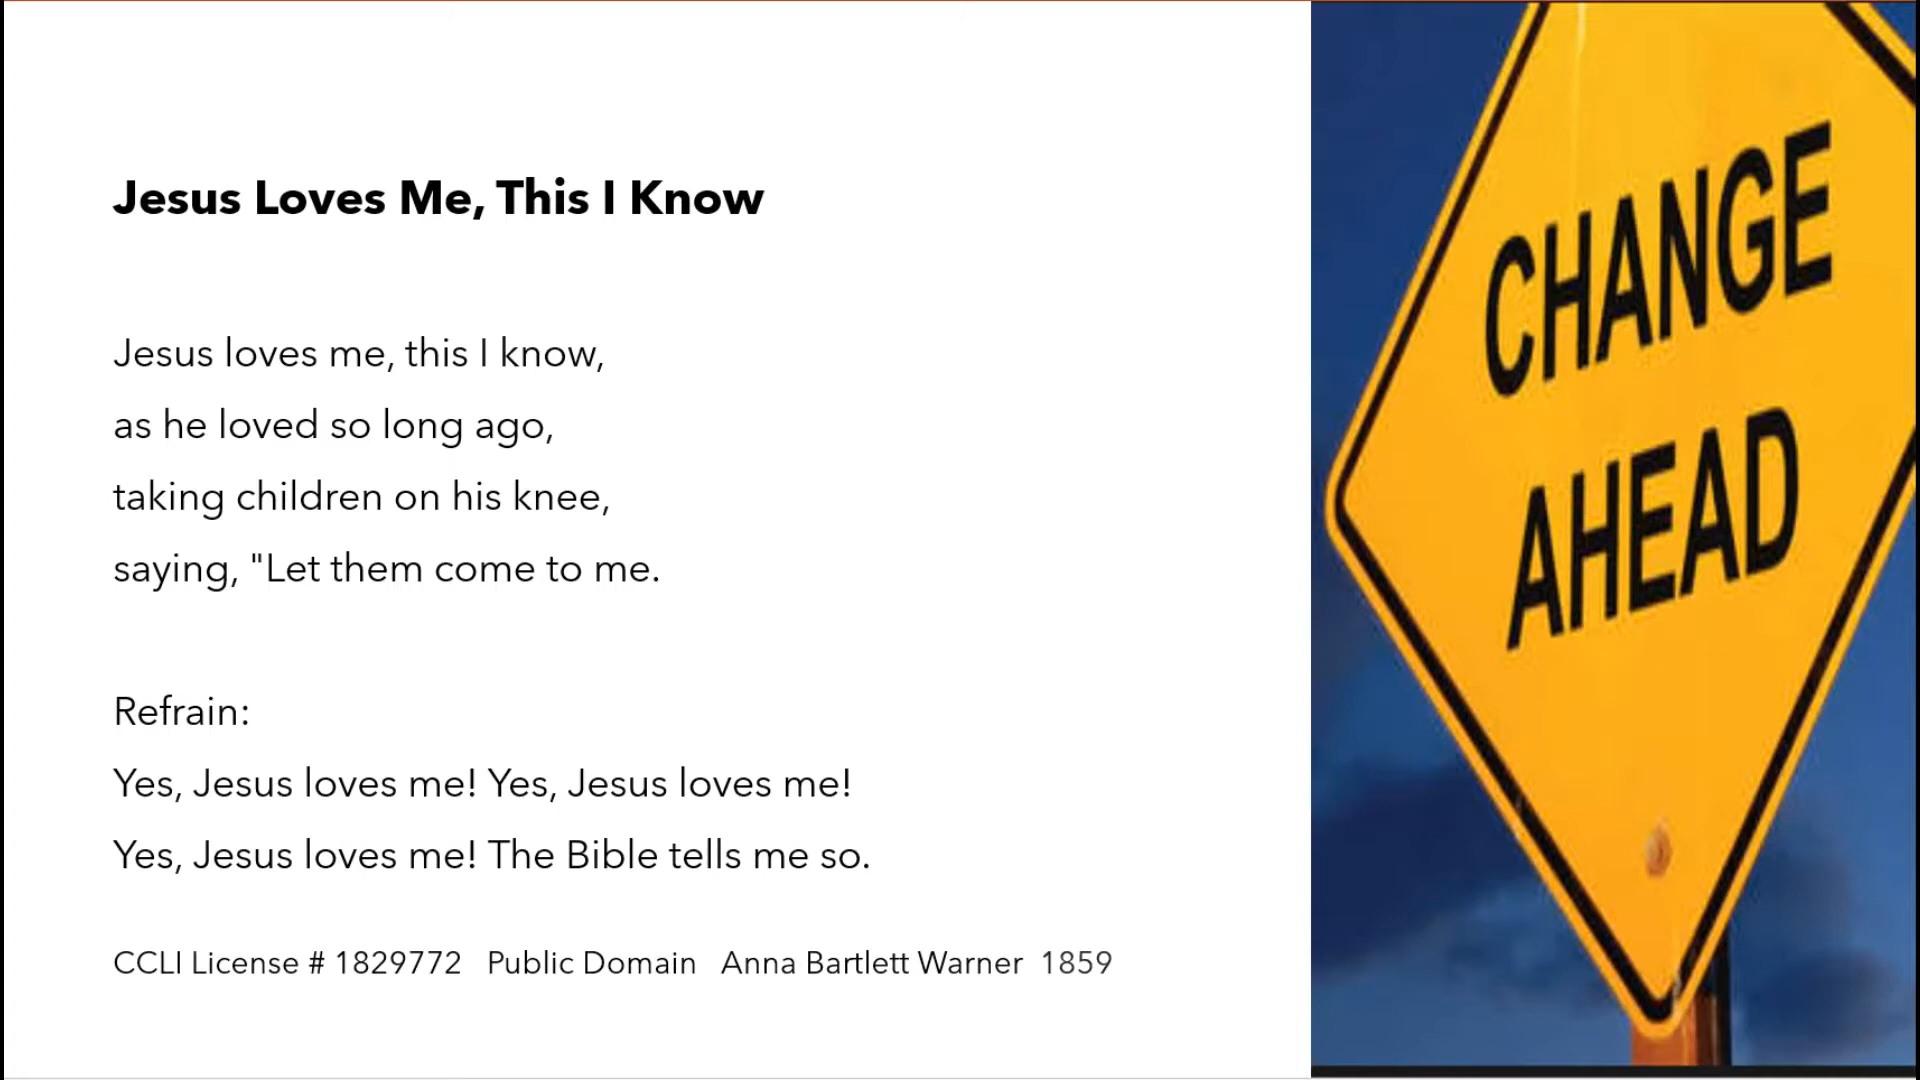 Jesus Loves Me, This I Know
Jesus loves me, this I know,
as he loved so long ago,
taking children on his knee,
saying, "Let them come to me.
Refrain:
Yes, Jesus loves me! Yes, Jesus loves me!
Yes, Jesus loves me! The Bible tells me so.
CCLI License # 1829772 Public Domain Anna Bartlett Warner 1859
CHANGE
AHEAD